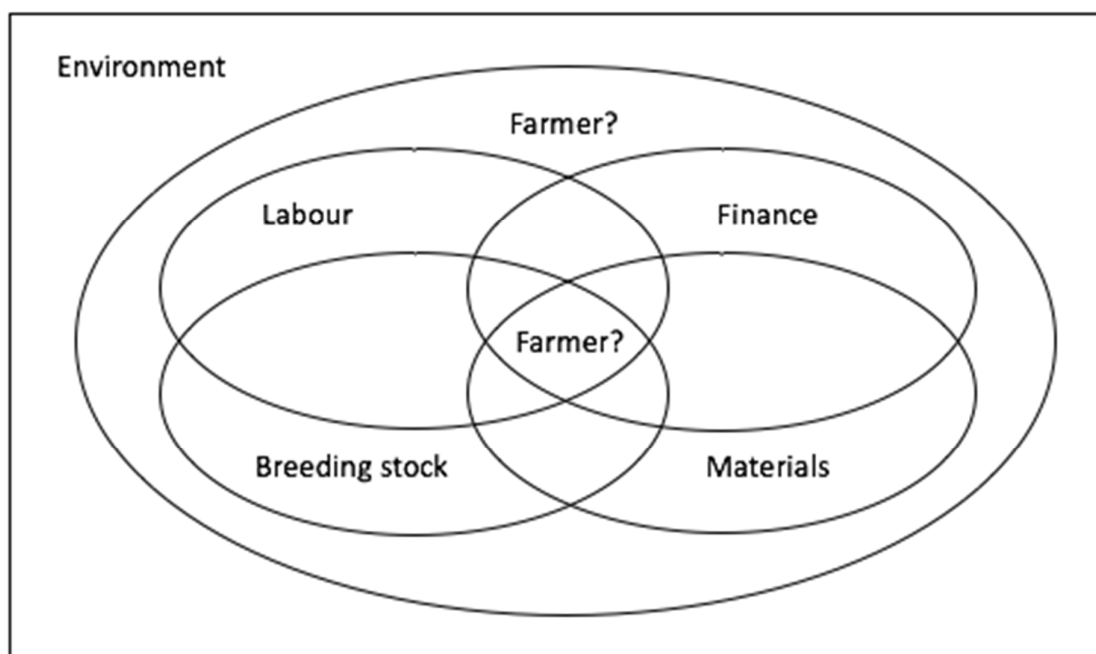 Environment
Farmer?
Labour
Finance
Farmer?
Breeding stock
Materials